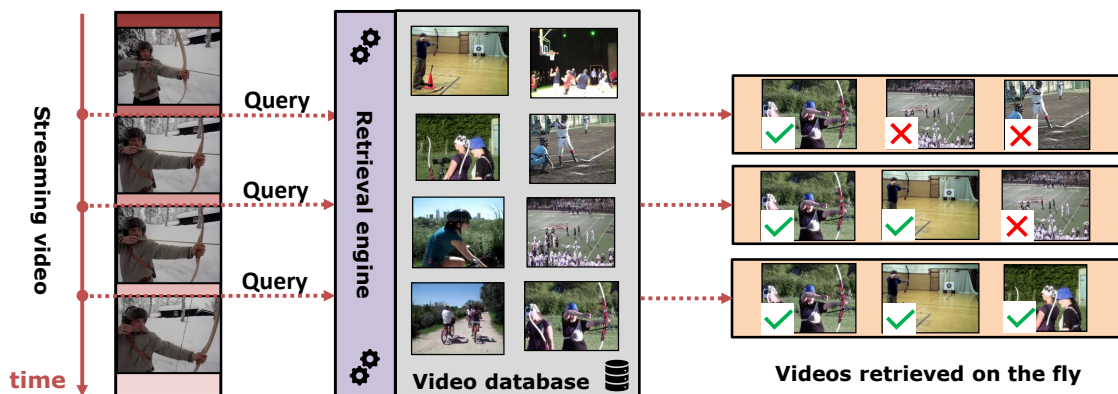 Streaming video
time
Query
Query
Query
Retrieval engine
Video database
Videos retrieved on the fly